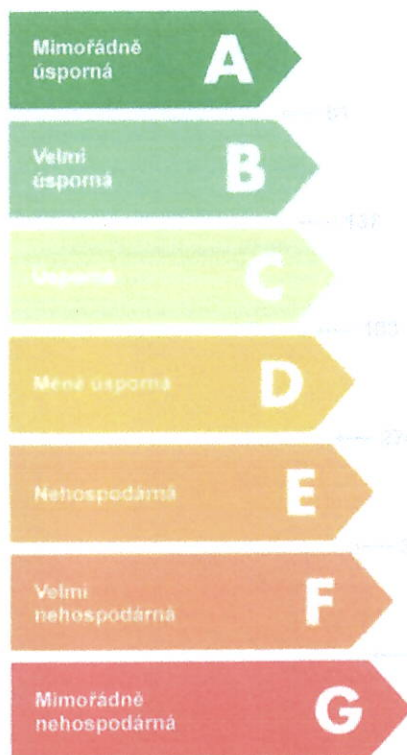 Mimořádně
úsporná
A
Velmi
úsporná
B
Úsporná
C
Méně úsporná
D
Nehospodárná
E
Velmi
nehospodárná
F
Mimořádně
nehospodárná
G